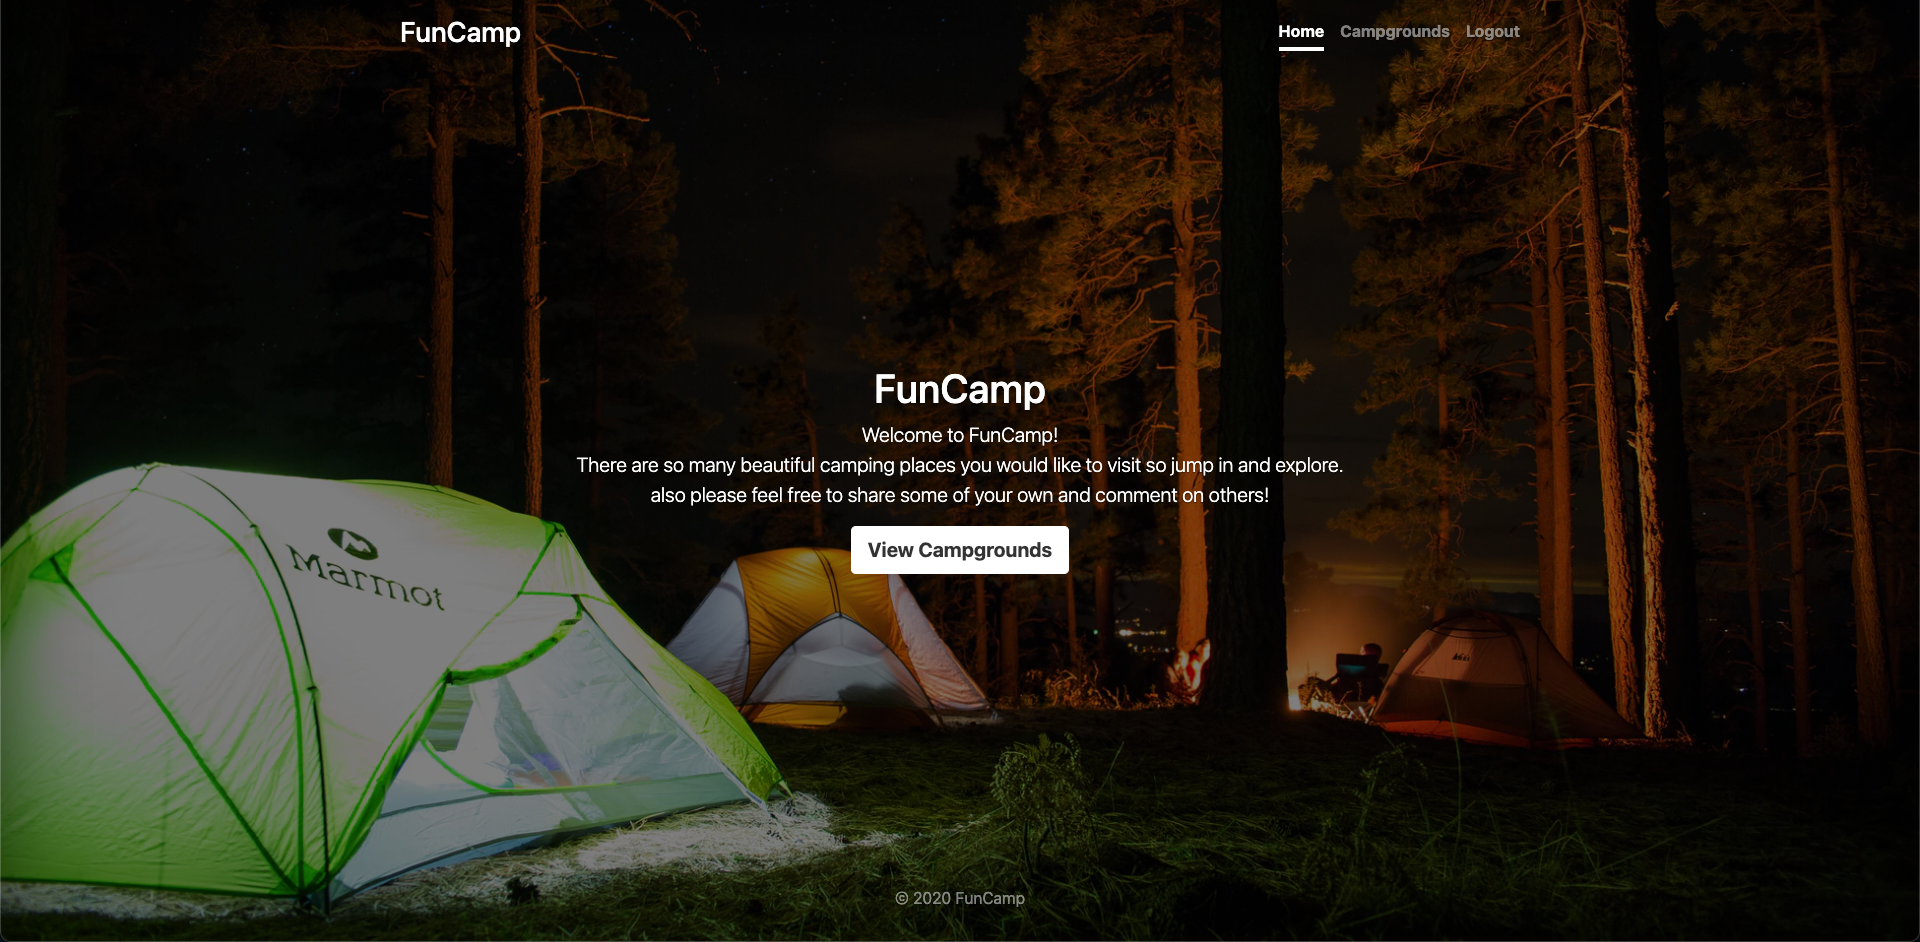 FunCamp
Home Campgrounds Logout
FunCamp
Welcome to FunCamp!
There are so many beautiful camping places you would like to visit so jump in and explore.
also please feel free to share some of your own and comment on others!
View Campgrounds
Marmot
© 2020 FunCamp